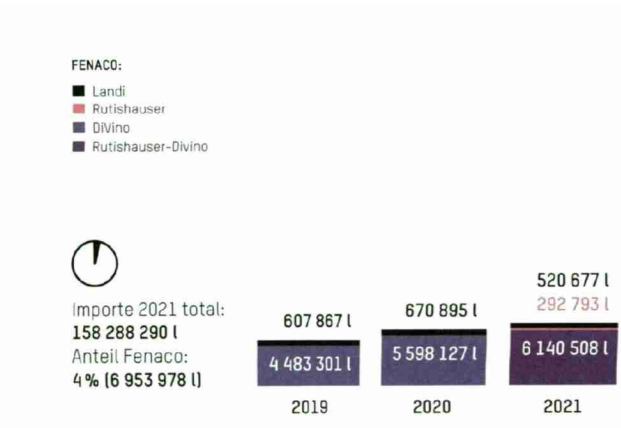 FENACO:
Landi
Rutishauser
DiVino
Rutishauser-Divino
Importe 2021 total:
158 288 290 l
Anteil Fenaco:
4% (6 953 978 l)
607 867 l
4 483 301 l
2019
670 895 l
5 598 127 l
2020
520 677 l
292 793 l
6 140 508 l
2021